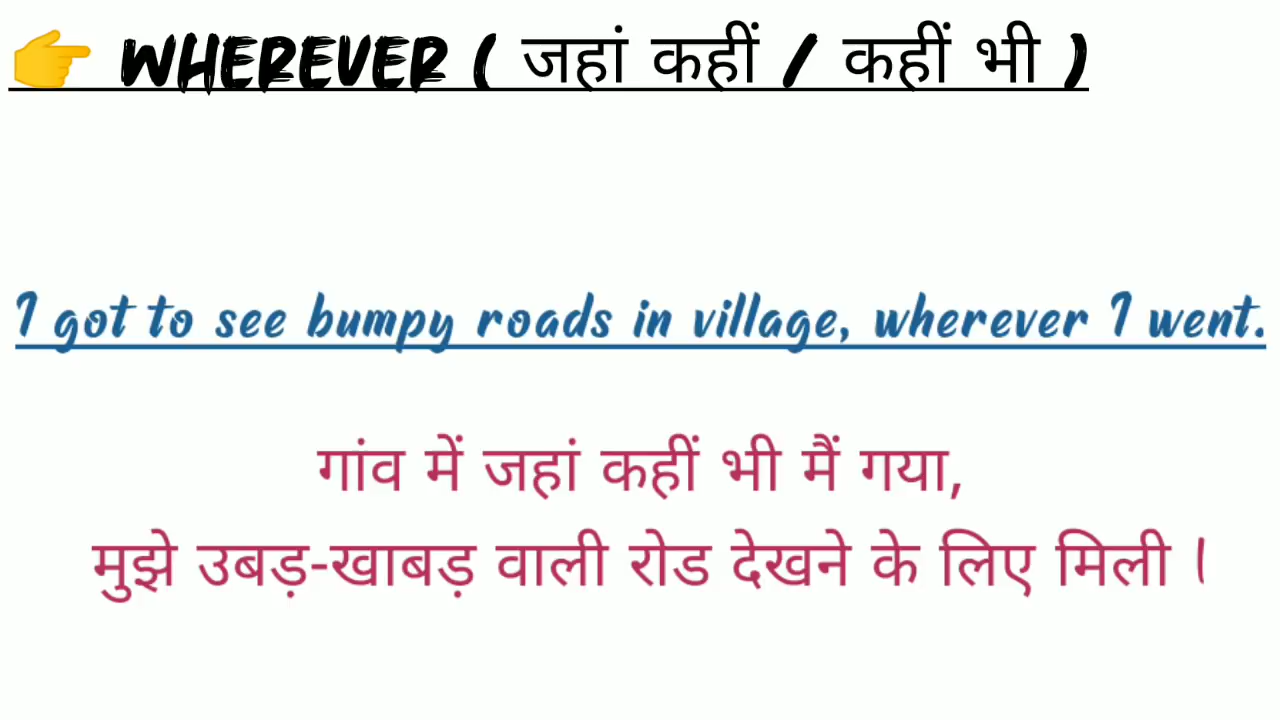 👉 WHEREVER ( जहां कहीं / कहीं भी )
I got to see bumpy roads in village, wherever I went.
गांव में जहां कहीं भी मैं गया,
मुझे उबड़-खाबड़ वाली रोड देखने के लिए मिली (